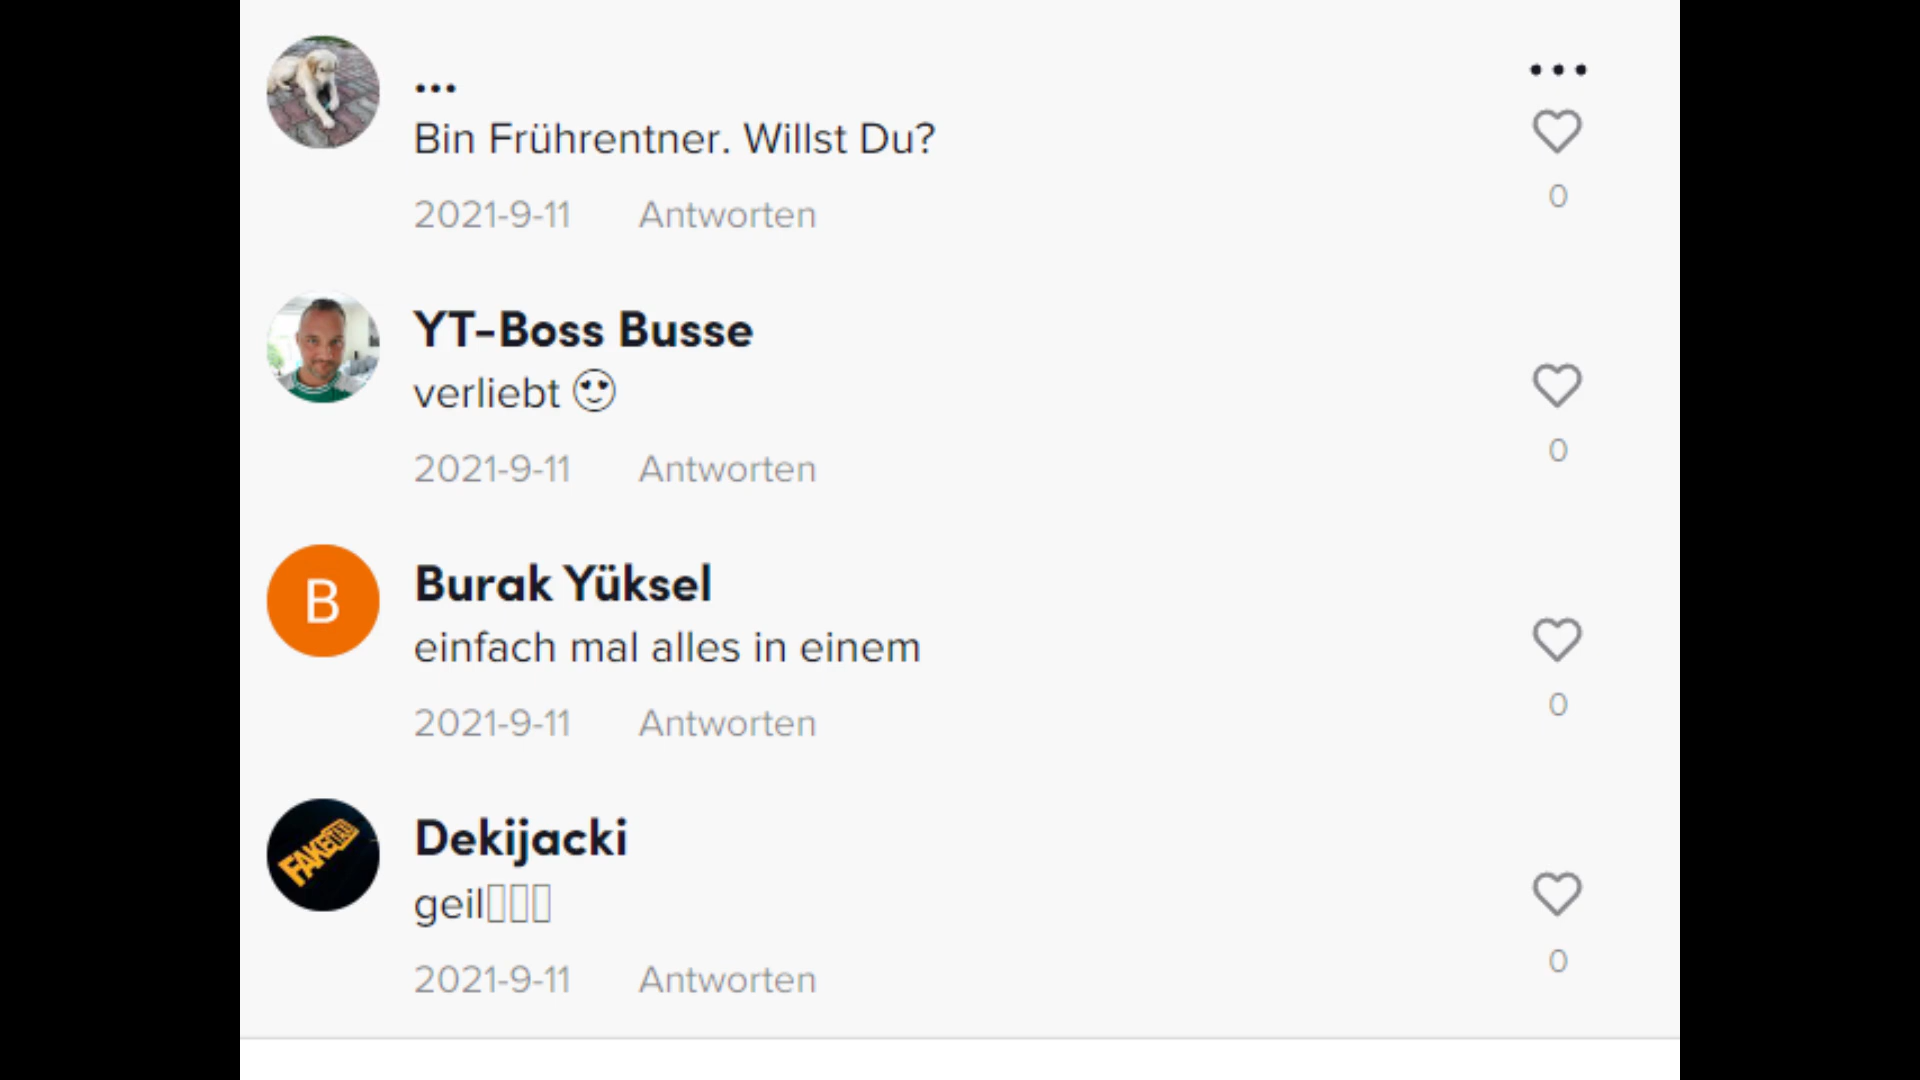 ...
Bin Frührentner. Willst Du?
0
2021-9-11 Antworten
YT-Boss Busse
verliebt 😍
0
2021-9-11 Antworten
B
Burak Yüksel
einfach mal alles in einem
0
2021-9-11 Antworten
FAKETAXI
Dekijacki
geil▯▯▯
0
2021-9-11 Antworten